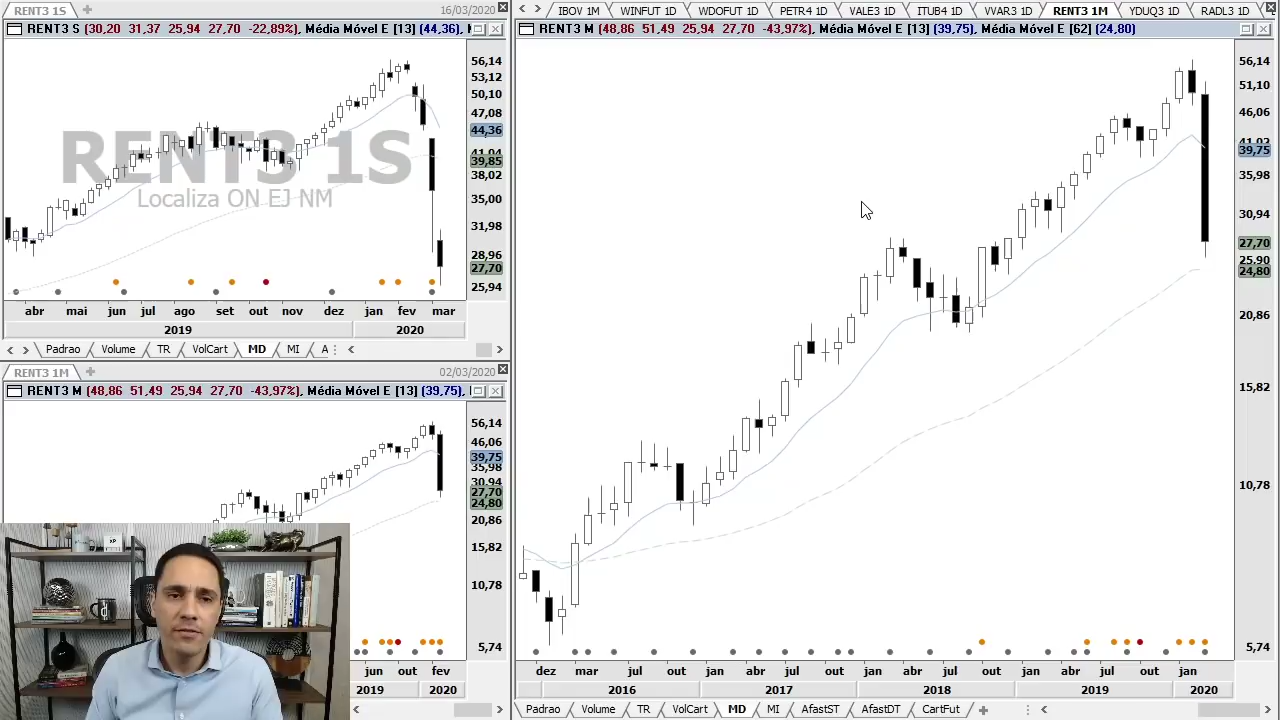 RENT3 1S
16/03/2020
RENT3 S (30,20 31,37 25,94 27,70 -22,89%), Média Móvel E [13] (44,36),
56,14
53,12
50,10
47,08
44,36
41,04
39,85
38,02
35,00
31,98
28,96
27,70
25,94
RENT3 1S
Localiza ON EJ NM
abr mai jun jul ago set out nov dez jan fev mar
2019 2020
Padrao Volume TR VolCart MD MI A
RENT3 1M
02/03/2020
RENT3 M (48,86 51,49 25,94 27,70 -43,97%), Média Móvel E [13] (39,75),
56,14
46,06
39,75
35,98
30,94
27,70
24,80
20,86
15,82
10,78
5,74
jun out fev
2019 2020
XP
IBOV 1M WINFUT 1D WDOFUT 1D PETR4 1D VALE3 1D ITUB4 1D VVAR3 1D RENT3 1M YDUQ3 1D RADL3 1D
RENT3 M (48,86 51,49 25,94 27,70 -43,97%), Média Móvel E [13] (39,75), Média Móvel E [62] (24,80)
56,14
51,10
46,06
41,02
39,75
35,98
30,94
27,70
25,90
24,80
20,86
15,82
10,78
5,74
dez mar jul out jan abr jul out jan abr jul out jan abr jul out jan
2016 2017 2018 2019 2020
Padrao Volume TR VolCart MD MI AfastST AfastDT CartFut